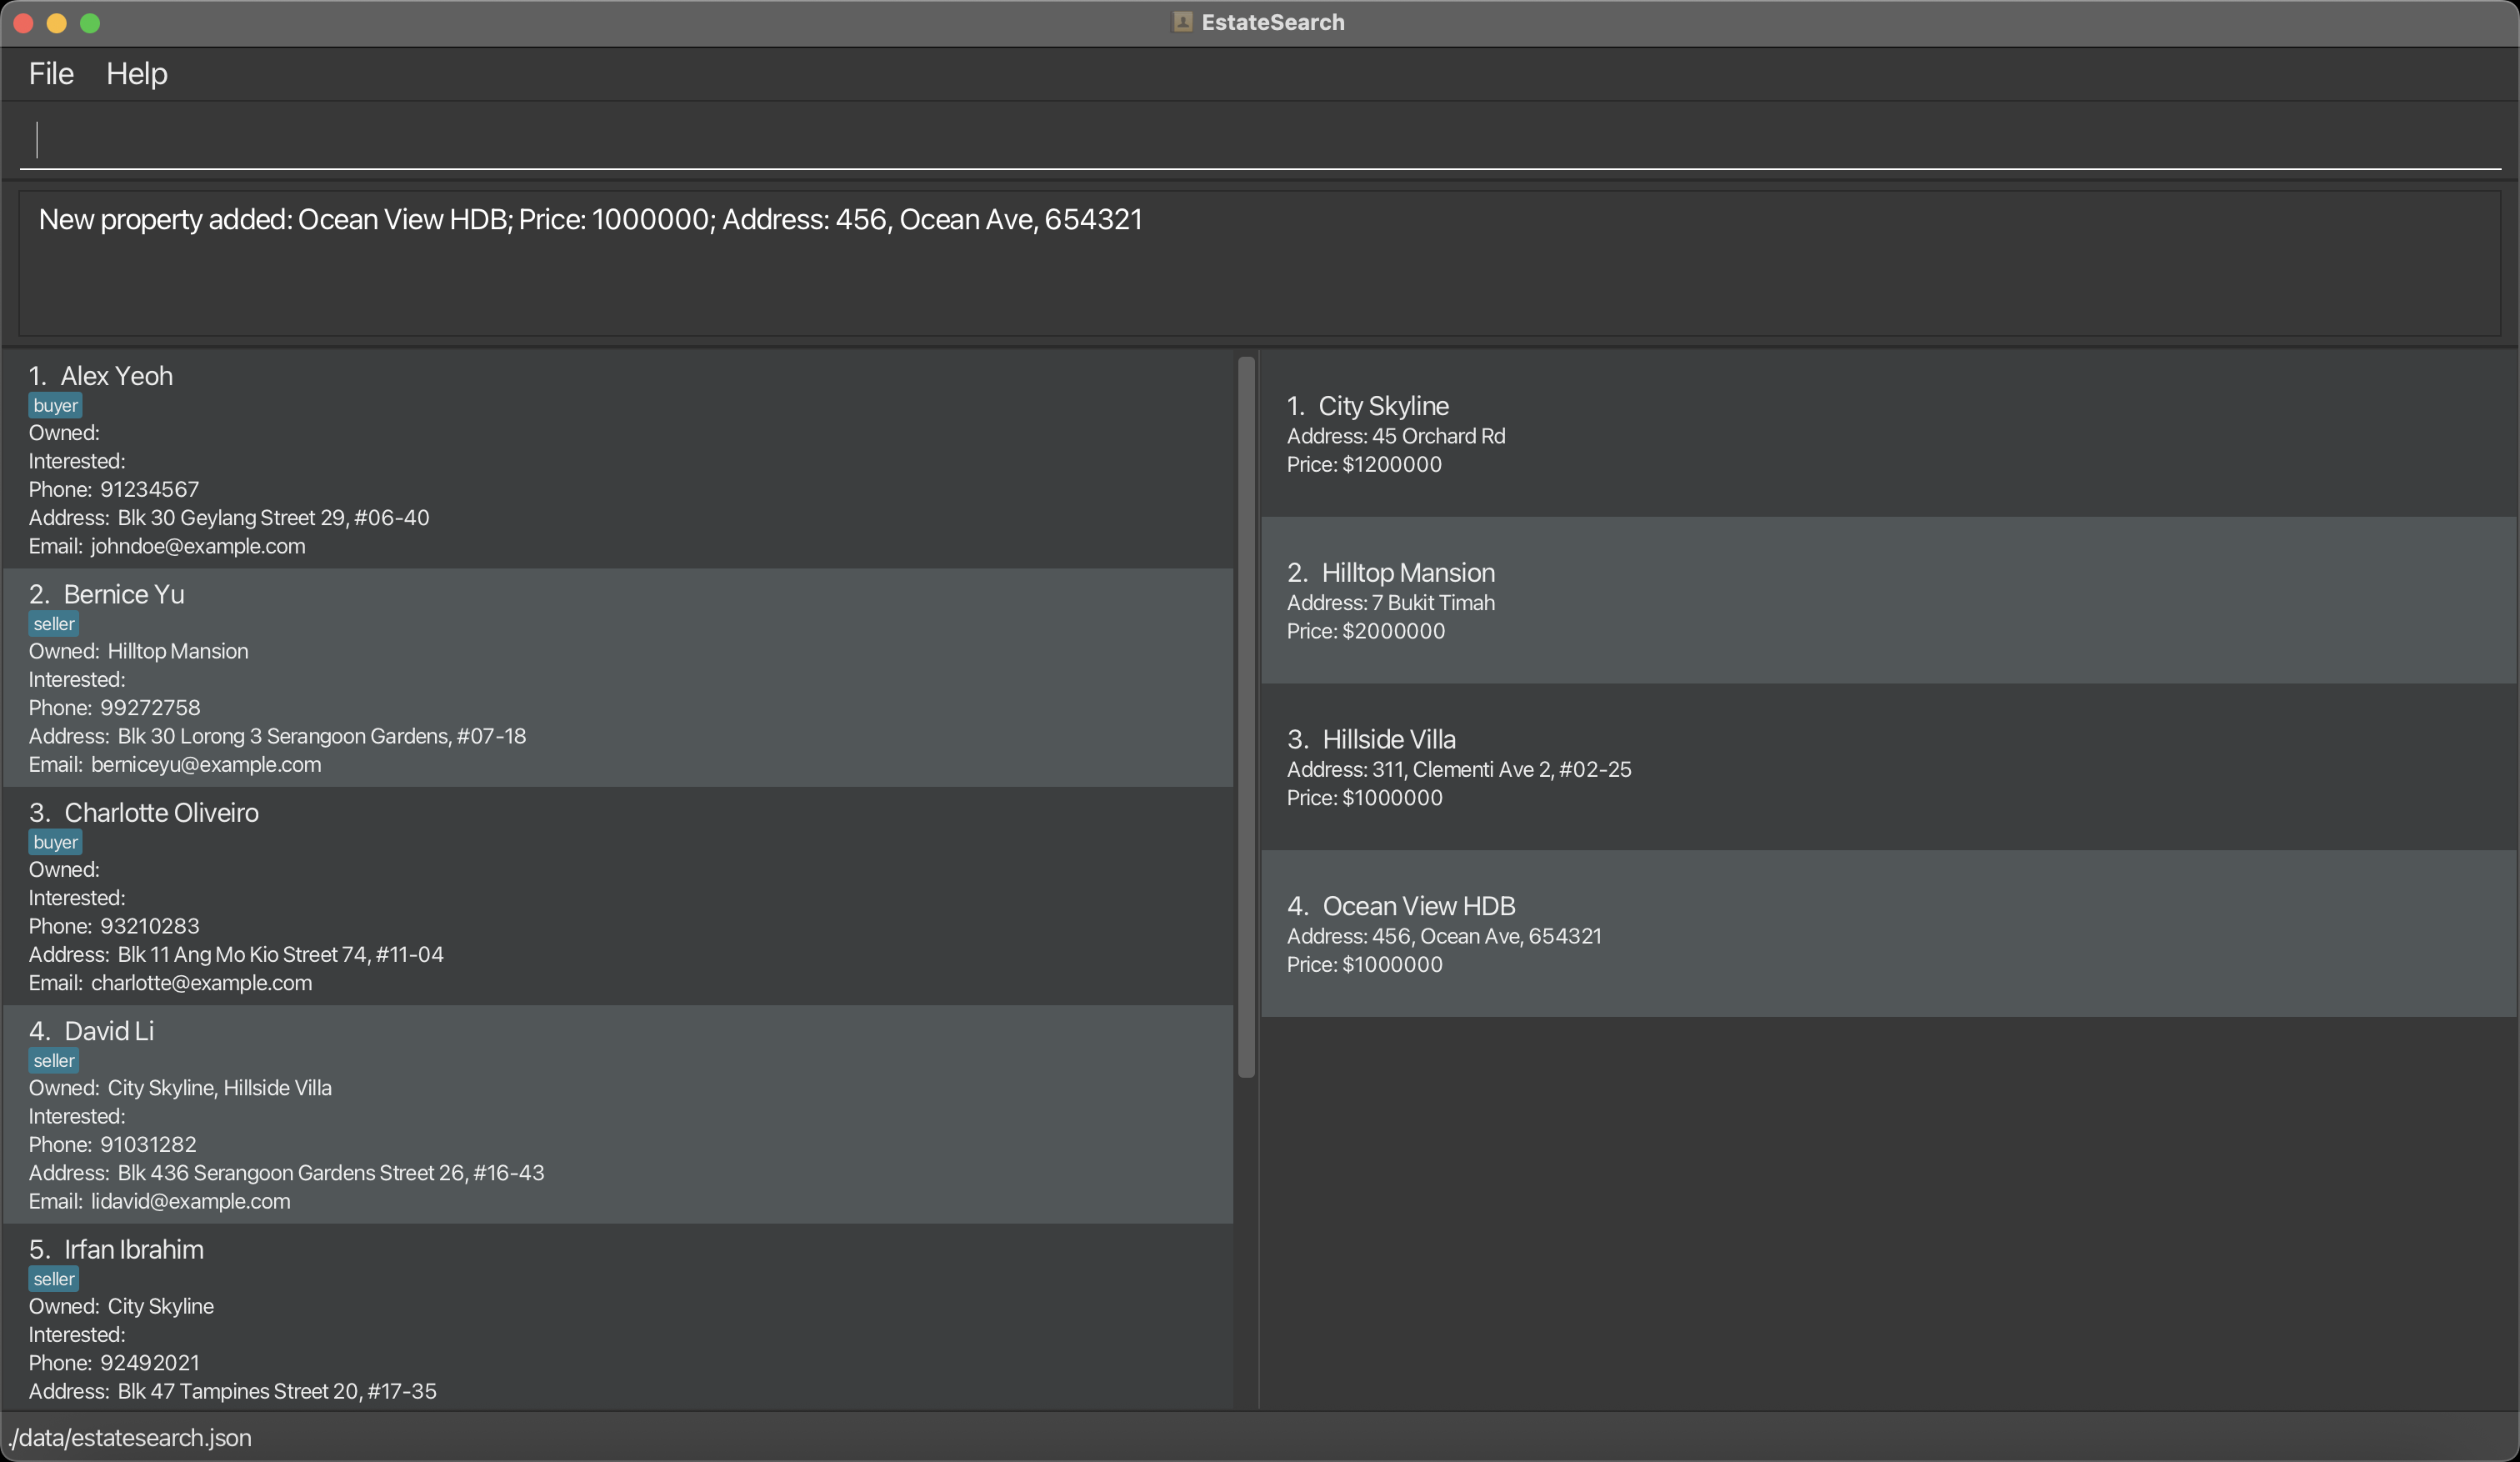 EstateSearch
File Help
New property added: Ocean View HDB; Price: 1000000; Address: 456, Ocean Ave, 654321
1. Alex Yeoh
buyer
Owned:
Interested:
Phone: 91234567
Address: Blk 30 Geylang Street 29, #06-40
Email: johndoe@example.com
2. Bernice Yu
seller
Owned: Hilltop Mansion
Interested:
Phone: 99272758
Address: Blk 30 Lorong 3 Serangoon Gardens, #07-18
Email: berniceyu@example.com
3. Charlotte Oliveiro
buyer
Owned:
Interested:
Phone: 93210283
Address: Blk 11 Ang Mo Kio Street 74, #11-04
Email: charlotte@example.com
4. David Li
seller
Owned: City Skyline, Hillside Villa
Interested:
Phone: 91031282
Address: Blk 436 Serangoon Gardens Street 26, #16-43
Email: lidavid@example.com
5. Irfan Ibrahim
seller
Owned: City Skyline
Interested:
Phone: 92492021
Address: Blk 47 Tampines Street 20, #17-35
1. City Skyline
Address: 45 Orchard Rd
Price: $1200000
2. Hilltop Mansion
Address: 7 Bukit Timah
Price: $2000000
3. Hillside Villa
Address: 311, Clementi Ave 2, #02-25
Price: $1000000
4. Ocean View HDB
Address: 456, Ocean Ave, 654321
Price: $1000000
./data/estatesearch.json